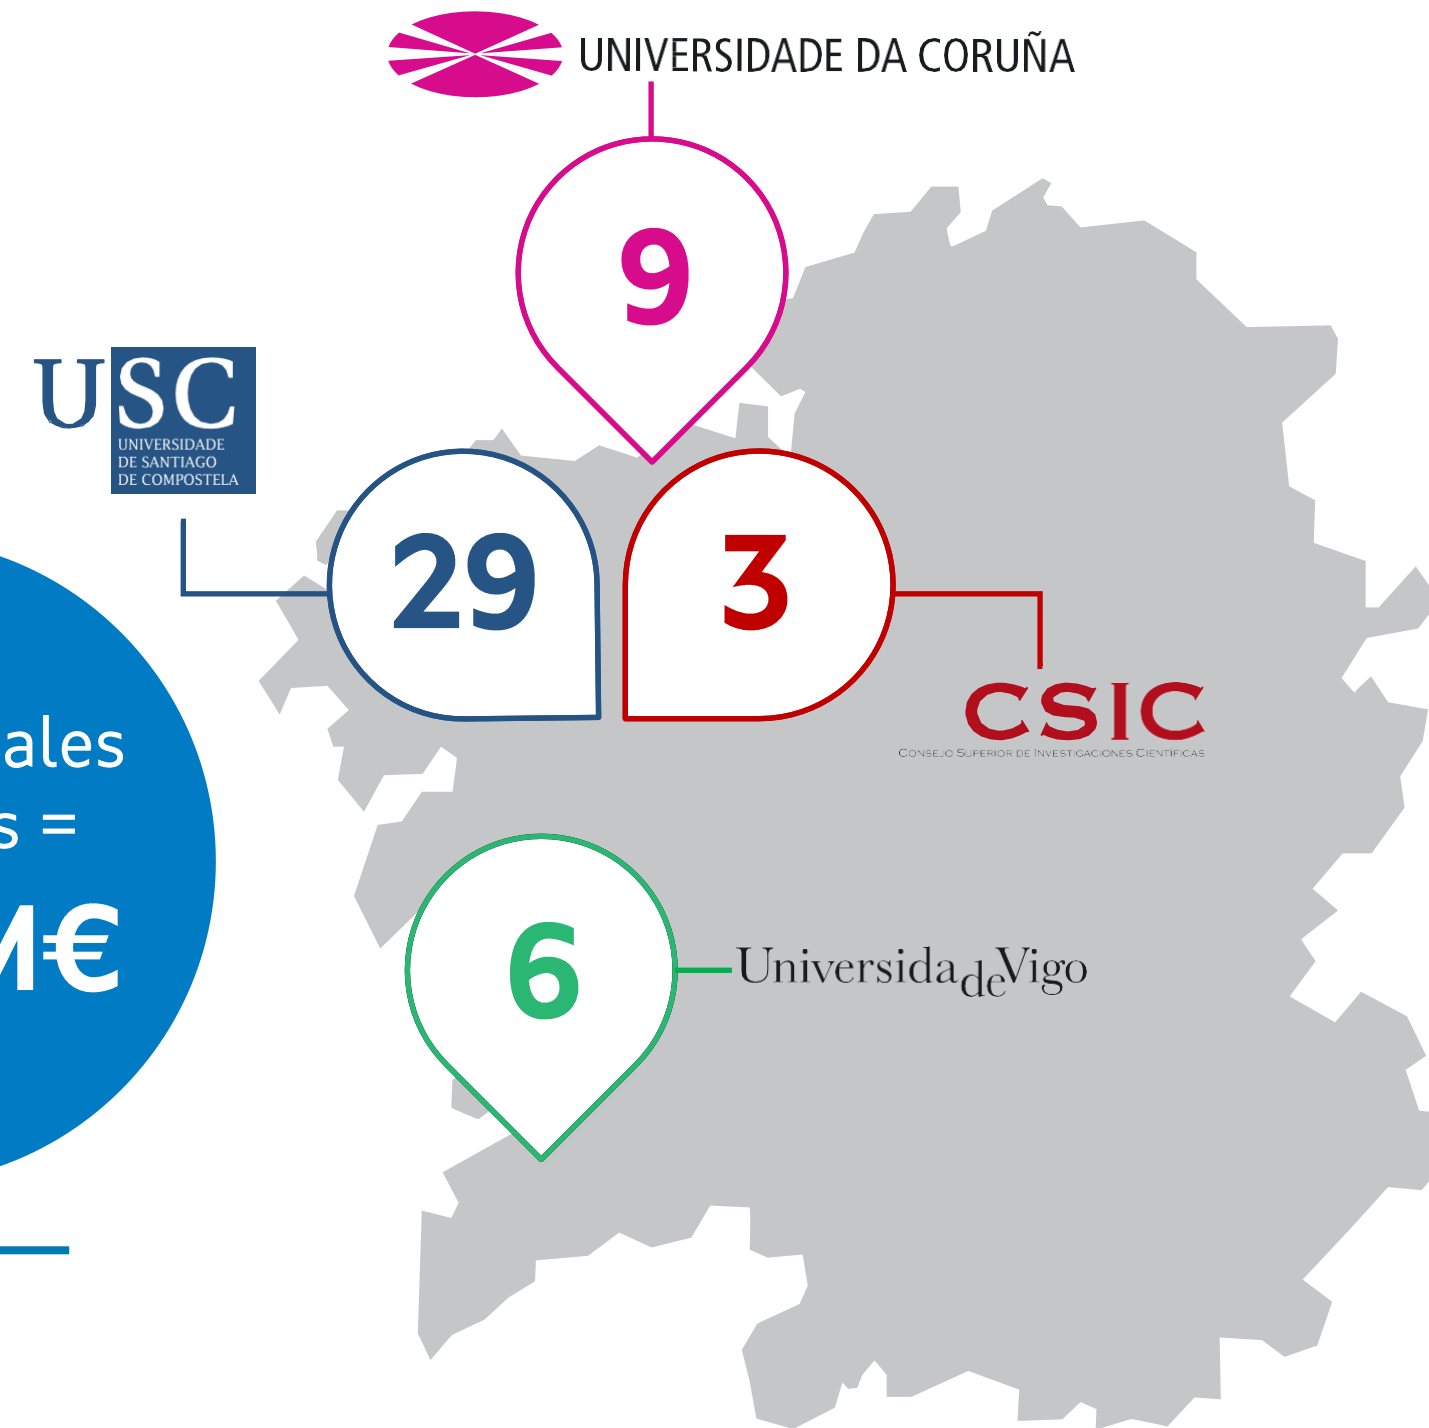 UNIVERSIDADE DA CORUÑA
9
USC
UNIVERSIDADE
DE SANTIAGO
DE COMPOSTELA
29
3
CSIC
CONSEJO SUPERIOR DE INVESTIGACIONES CIENTÍFICAS
ales
s =
M€
6
UniversidadeVigo